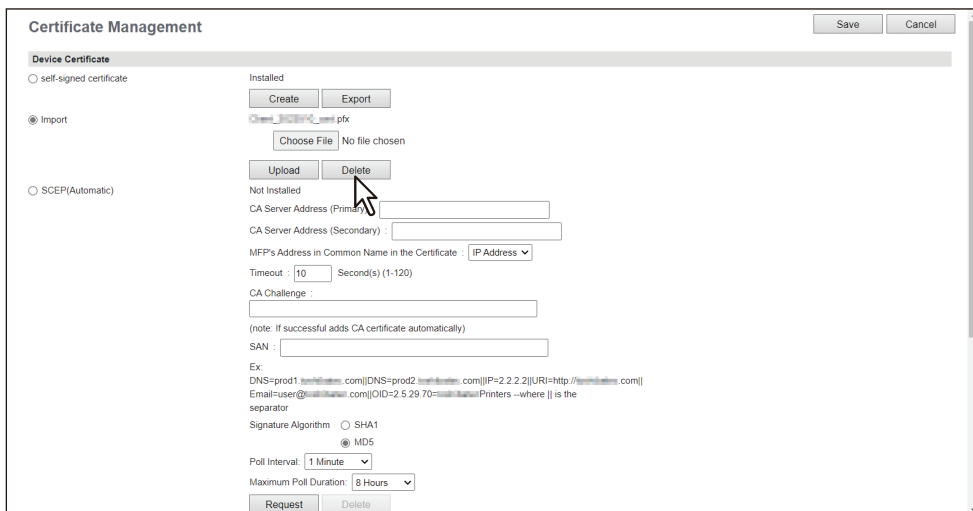 Certificate Management Save Cancel
Device Certificate
self-signed certificate Installed
Create Export
Import .pfx
Choose File No file chosen
Upload Delete
SCEP(Automatic) Not Installed
CA Server Address (Primary)
CA Server Address (Secondary) :
MFP's Address in Common Name in the Certificate : IP Address
Timeout : 10 Second(s) (1-120)
CA Challenge :
(note: If successful adds CA certificate automatically)
SAN :
Ex:
DNS=prod1. .com||DNS=prod2. .com||IP=2.2.2.2||URI=http:// .com||
Email=user@ .com||OID=2.5.29.70= Printers --where || is the
separator
Signature Algorithm SHA1
MD5
Poll Interval: 1 Minute
Maximum Poll Duration: 8 Hours
Request Delete